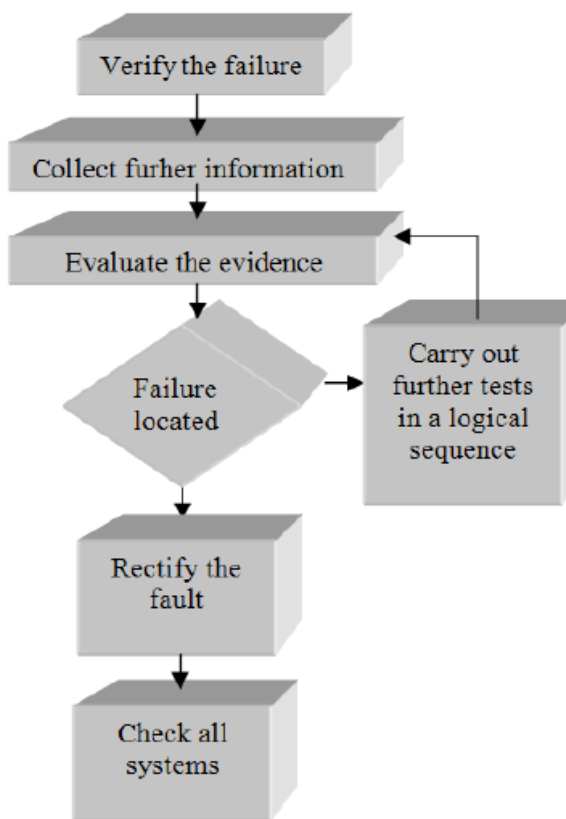 Verify the failure
Collect furher information
Evaluate the evidence
Failure
located
Carry out
further tests
in a logical
sequence
Rectify the
fault
Check all
systems